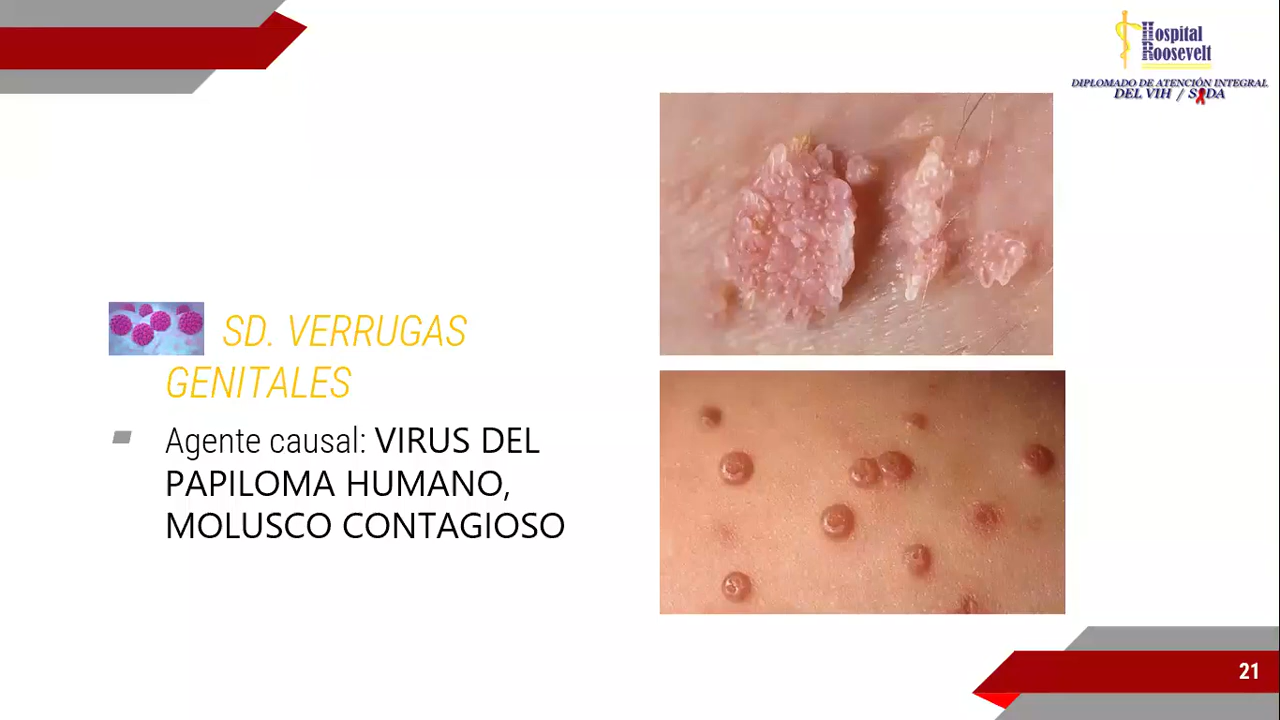 Hospital
Roosevelt
DIPLOMADO DE ATENCIÓN INTEGRAL
DEL VIH / SIDA
SD. VERRUGAS
GENITALES
Agente causal: VIRUS DEL
PAPILOMA HUMANO,
MOLUSCO CONTAGIOSO
21